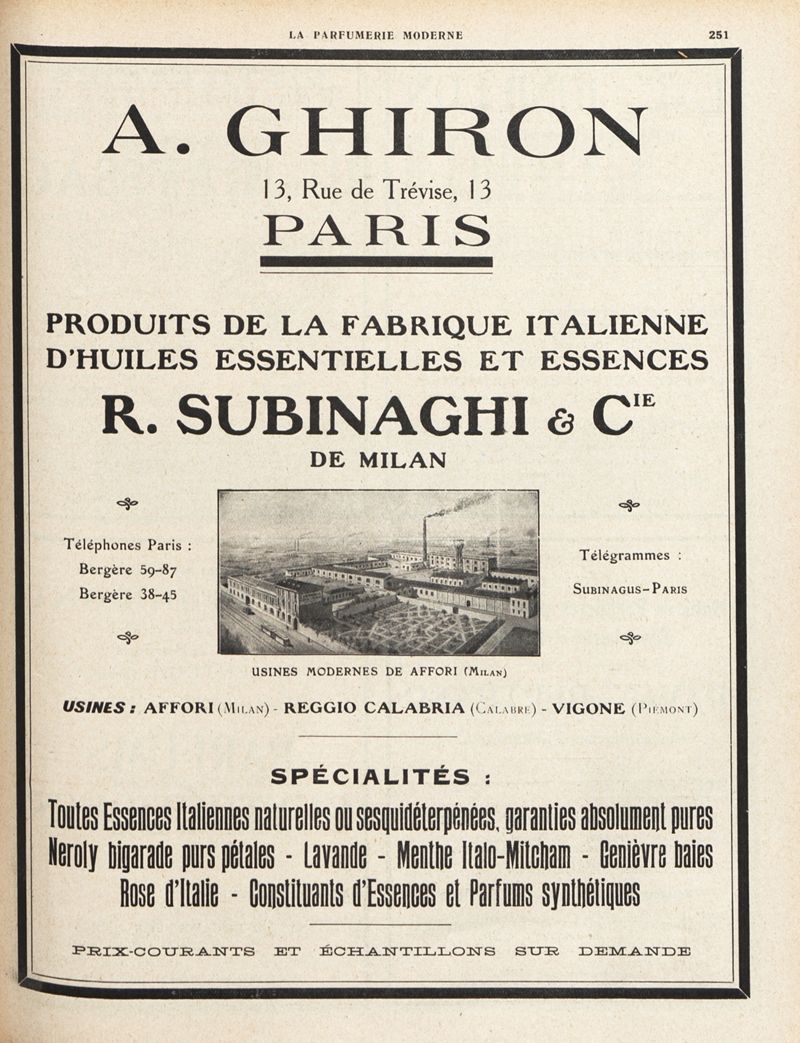 LA PARFUMERIE MODERNE
251
A. GHIRON
13, Rue de Trévise, 13
PARIS
PRODUITS DE LA FABRIQUE ITALIENNE
D'HUILES ESSENTIELLES ET ESSENCES
R. SUBINAGHI & CIE
DE MILAN
Téléphones Paris :
Bergère 59-87
Bergère 38-45
Télégrammes :
SUBINAGUS-PARIS
USINES MODERNES DE AFFORI (MILAN)
USINES : AFFORI (MILAN) - REGGIO CALABRIA (CALABRE) - VIGONE (PIÉMONT)
SPÉCIALITÉS :
Toutes Essences Italiennes naturelles ou sesquidéterpénées, garanties absolument pures
Neroly bigarade purs pétales - Lavande - Menthe Italo-Mitcham - Genièvre baies
Rose d'Italie - Constituants d'Essences et Parfums synthétiques
PRIX-COURANTS ET ÉCHANTILLONS SUR DEMANDE